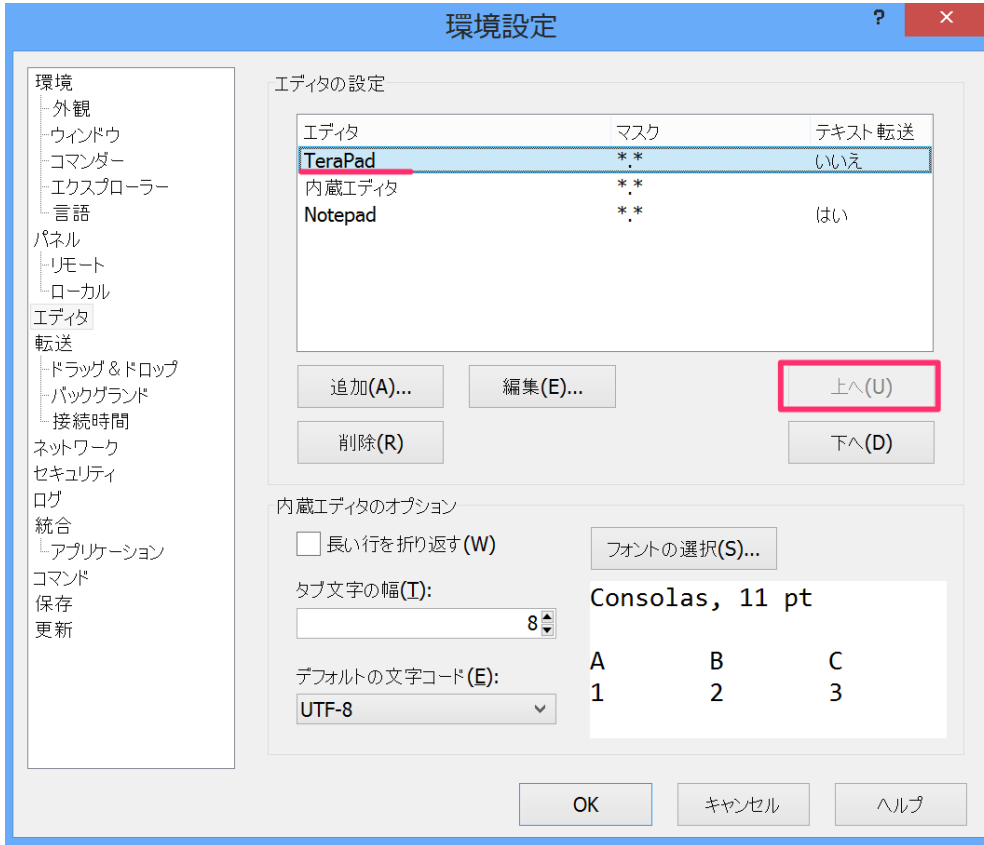 環境設定
?
×
環境
外観
ウィンドウ
コマンダー
エクスプローラー
言語
パネル
リモート
ローカル
エディタ
転送
ドラッグ&ドロップ
バックグランド
接続時間
ネットワーク
セキュリティ
ログ
統合
アプリケーション
コマンド
保存
更新
エディタの設定
エディタ マスク テキスト転送
TeraPad *.* いいえ
内蔵エディタ *.*
Notepad *.* はい
追加(A)... 編集(E)... 上へ(U)
削除(R) 下へ(D)
内蔵エディタのオプション
長い行を折り返す(W)
フォントの選択(S)...
タブ文字の幅(T):
8
デフォルトの文字コード(E):
UTF-8
Consolas, 11 pt
A B C
1 2 3
OK キャンセル ヘルプ